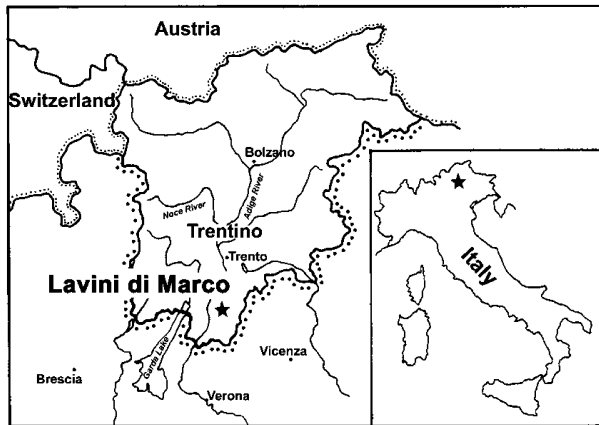 Austria
Switzerland
Bolzano
Noce River
Adige River
Trentino
Trento
Lavini di Marco
Garda Lake
Vicenza
Brescia
Verona
Italy